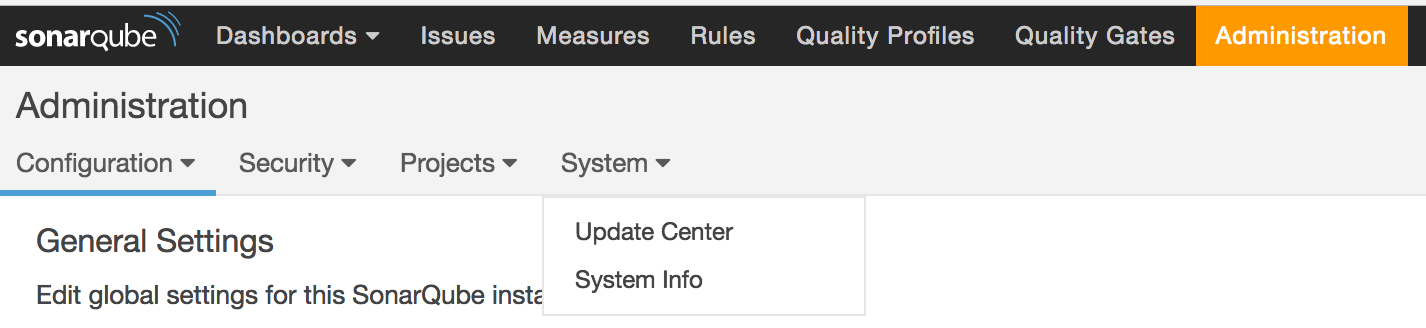 sonarqube Dashboards Issues Measures Rules Quality Profiles Quality Gates Administration
Administration
Configuration Security Projects System
Update Center
General Settings
System Info
Edit global settings for this SonarQube insta